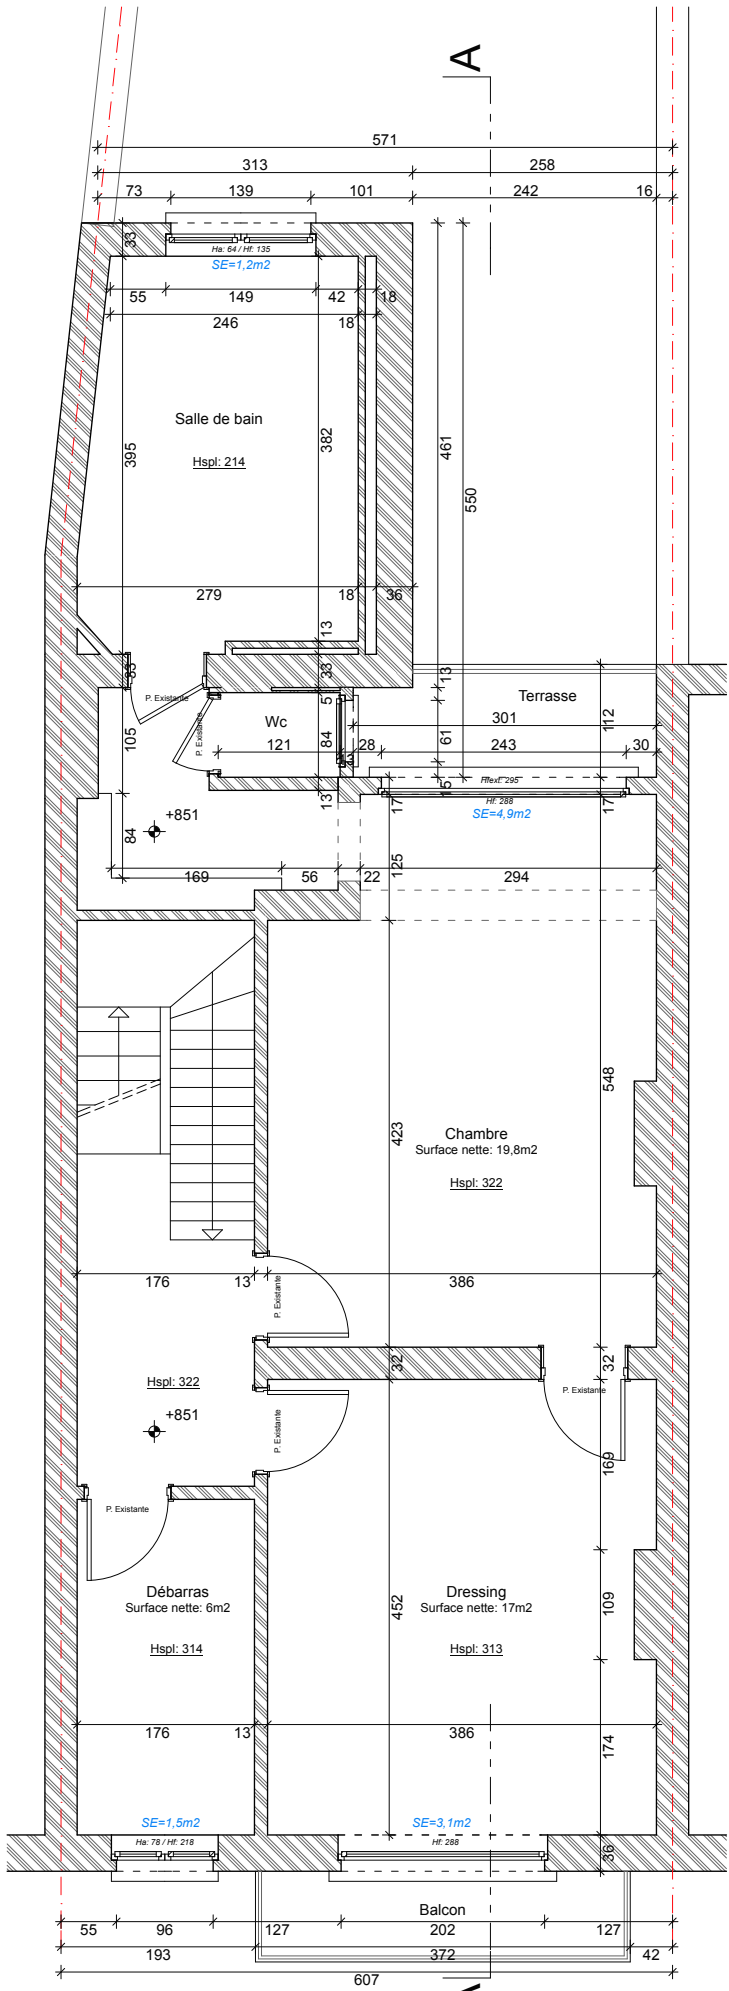 A
571
313 258
73 139 101 242 16
33
Ha: 64 / Hf: 135
SE=1,2m2
55 149 42 18
246 18
Salle de bain
Hspl: 214
395
382
461
550
279 18 36
13
33
33
13
P. Existante
P. Existante
5
Wc
Terrasse
112
301
105
121
84
61
28 243 30
13
15
Hfext: 295
Hf: 288
17
17
SE=4,9m2
+851
84
125
169 56 22 294
548
423
Chambre
Surface nette: 19,8m2
Hspl: 322
176 13 386
P. Existante
32
32
Hspl: 322
P. Existante
+851
P. Existante
169
P. Existante
Débarras
Surface nette: 6m2
Hspl: 314
Dressing
Surface nette: 17m2
Hspl: 313
452
109
176 13 386
174
SE=1,5m2
SE=3,1m2
Ha: 78 / Hf: 218
Hf: 288
36
Balcon
55 96 127 202 127
193 372 42
607
A